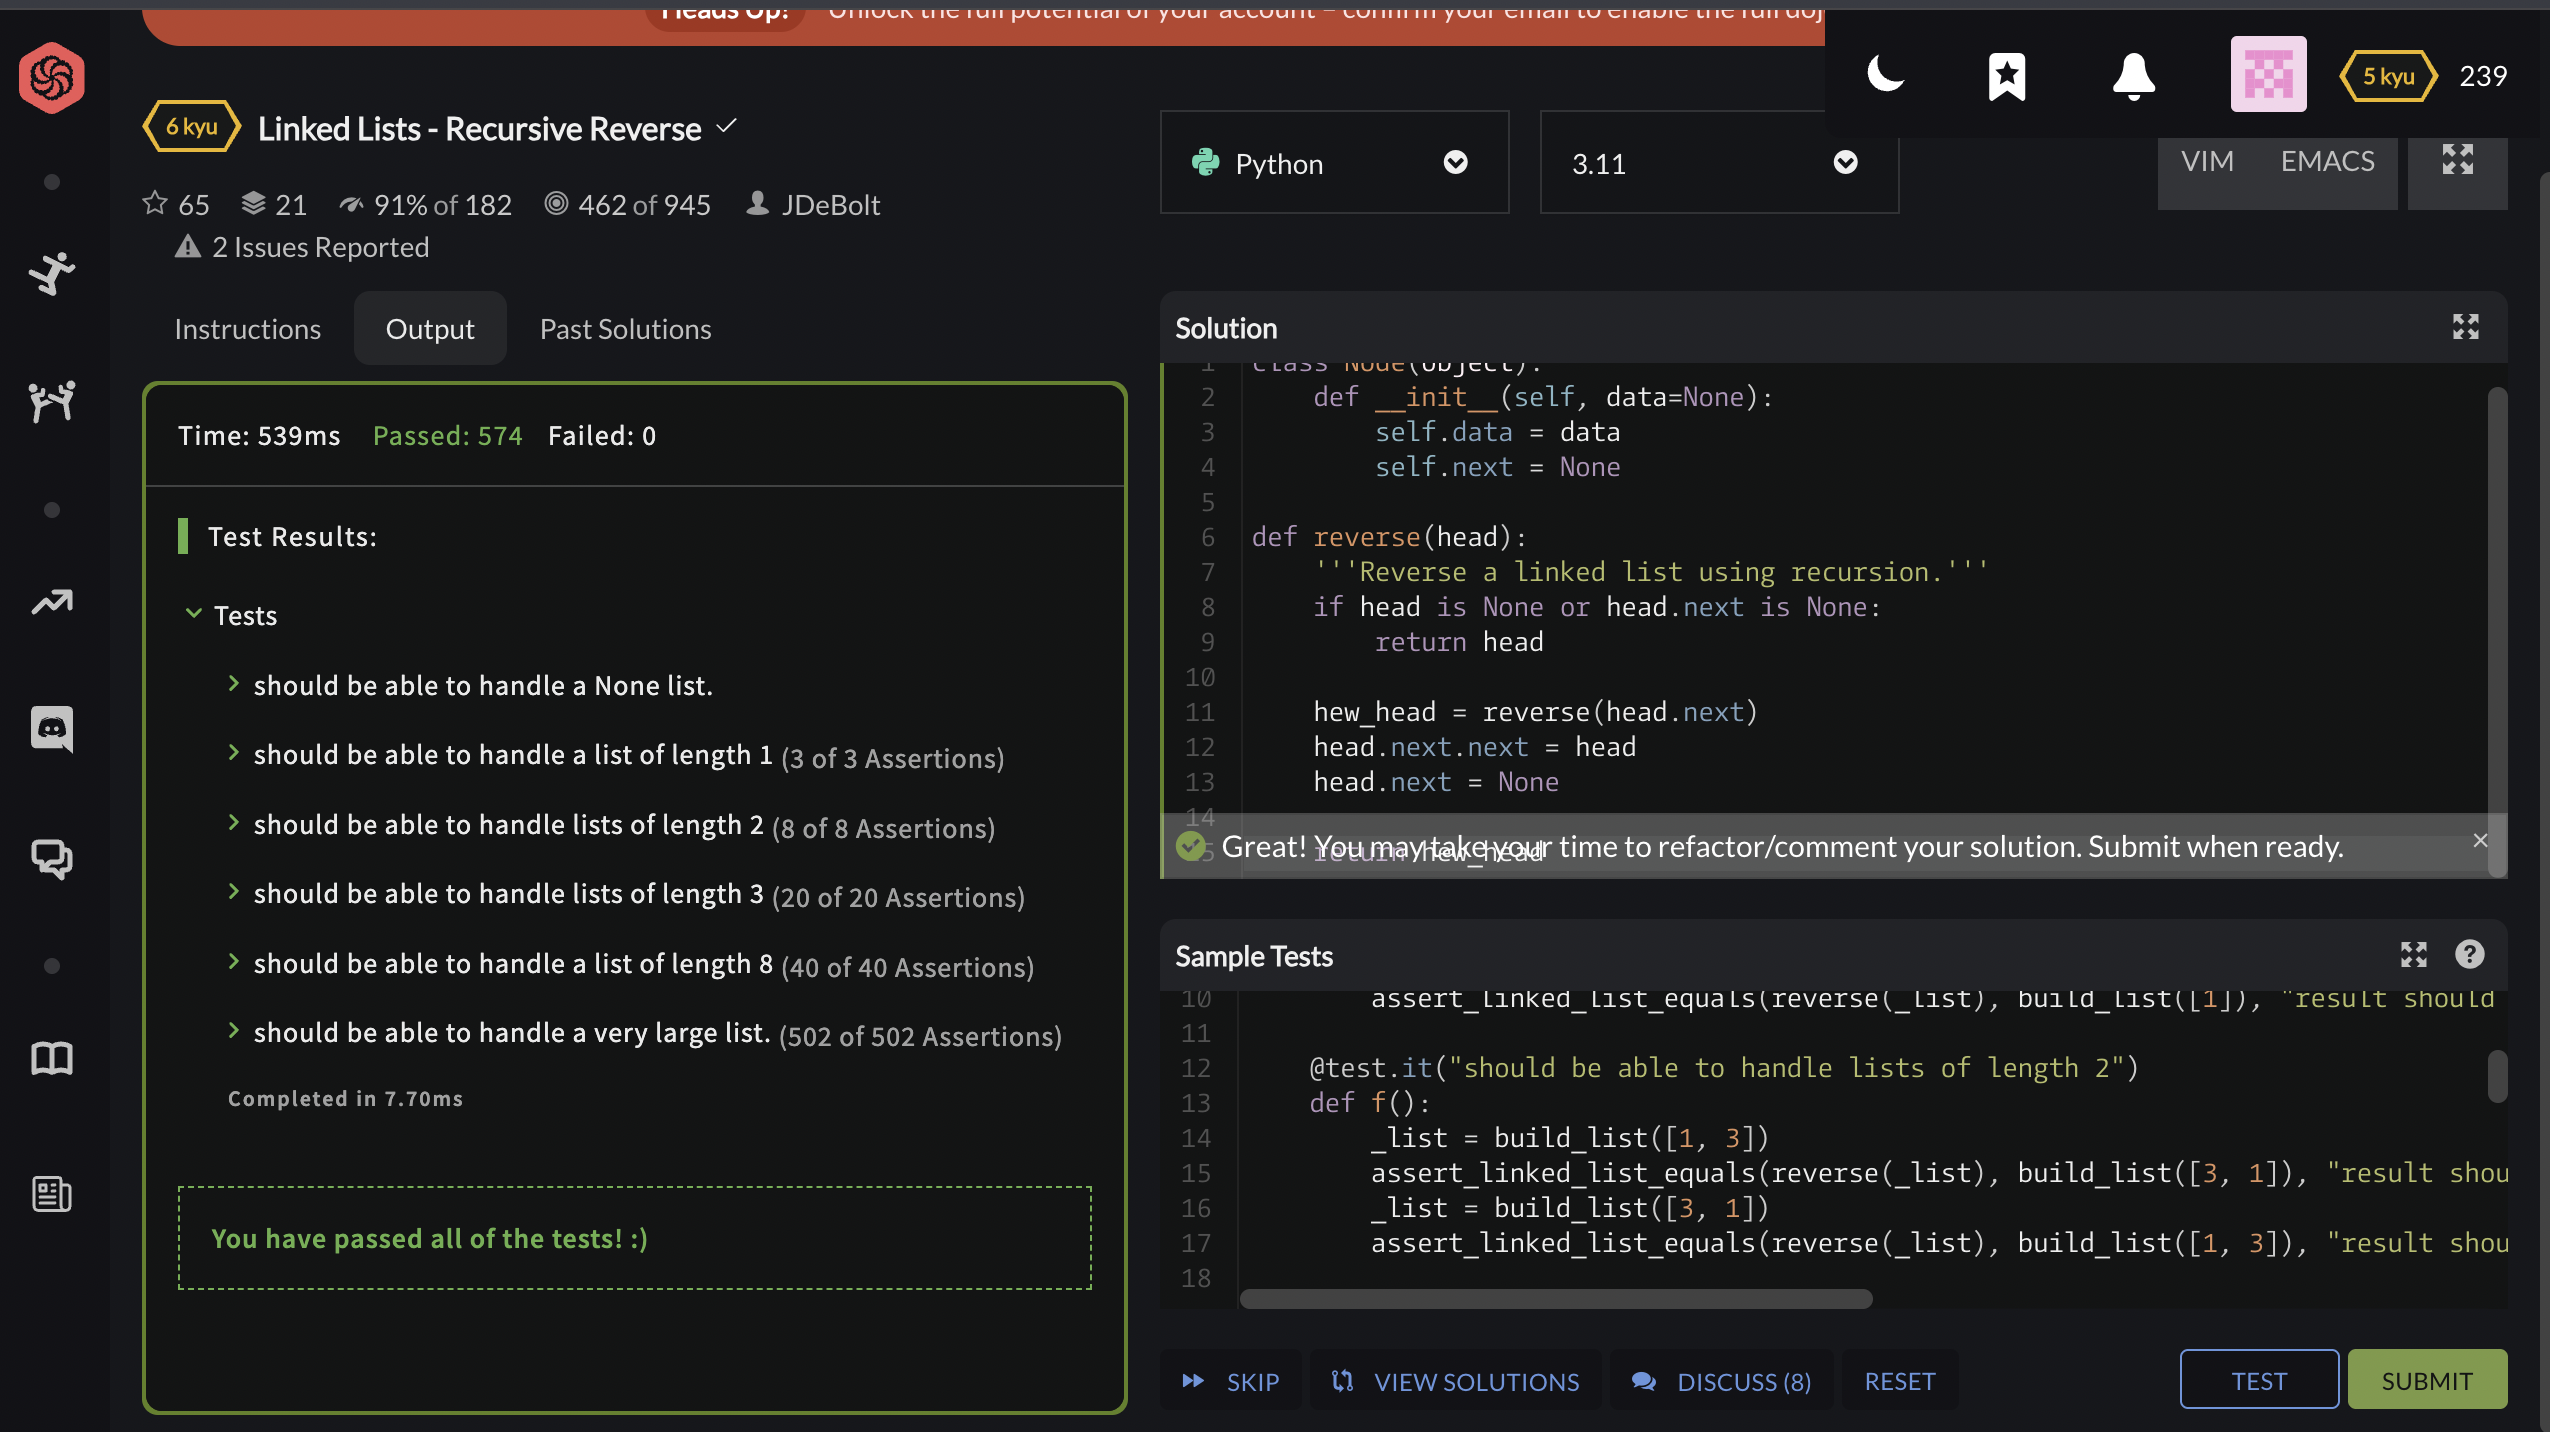 Heads Up! Unlock the full potential of your account – confirm your email to enable the full doj
5 kyu 239
6 kyu Linked Lists - Recursive Reverse
65 21 91% of 182 462 of 945 JDeBolt
2 Issues Reported
Python 3.11 VIM EMACS
Instructions Output Past Solutions
Time: 539ms Passed: 574 Failed: 0
Test Results:
Tests
should be able to handle a None list.
should be able to handle a list of length 1 (3 of 3 Assertions)
should be able to handle lists of length 2 (8 of 8 Assertions)
should be able to handle lists of length 3 (20 of 20 Assertions)
should be able to handle a list of length 8 (40 of 40 Assertions)
should be able to handle a very large list. (502 of 502 Assertions)
Completed in 7.70ms
You have passed all of the tests! :)
Solution
1 class Node(object):
2 def __init__(self, data=None):
3 self.data = data
4 self.next = None
5
6 def reverse(head):
7 '''Reverse a linked list using recursion.'''
8 if head is None or head.next is None:
9 return head
10
11 hew_head = reverse(head.next)
12 head.next.next = head
13 head.next = None
14
15 return hew_head
Great! You may take your time to refactor/comment your solution. Submit when ready.
Sample Tests
10 assert_linked_list_equals(reverse(_list), build_list([1]), "result should
11
12 @test.it("should be able to handle lists of length 2")
13 def f():
14 _list = build_list([1, 3])
15 assert_linked_list_equals(reverse(_list), build_list([3, 1]), "result shou
16 _list = build_list([3, 1])
17 assert_linked_list_equals(reverse(_list), build_list([1, 3]), "result shou
18
SKIP VIEW SOLUTIONS DISCUSS (8) RESET TEST SUBMIT